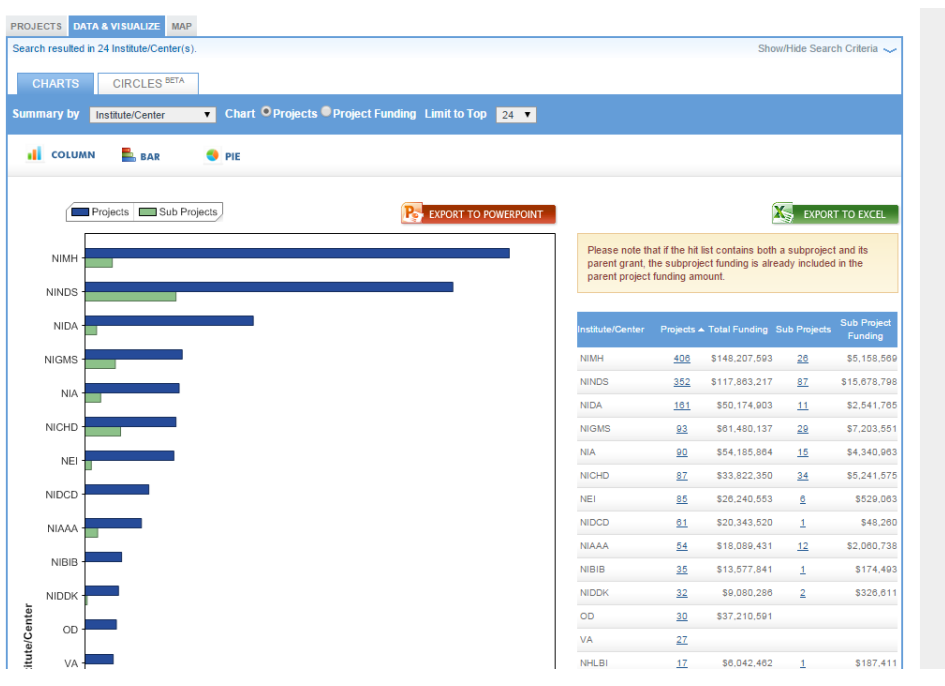 PROJECTS DATA & VISUALIZE MAP
Search resulted in 24 Institute/Center(s). Show/Hide Search Criteria
CHARTS CIRCLES BETA
Summary by Institute/Center Chart Projects Project Funding Limit to Top 24
COLUMN BAR PIE
Projects Sub Projects EXPORT TO POWERPOINT EXPORT TO EXCEL
Please note that if the hit list contains both a subproject and its
parent grant, the subproject funding is already included in the
parent project funding amount.
NIMH
NINDS
NIDA
NIGMS
NIA
NICHD
NEI
NIDCD
NIAAA
NIBIB
NIDDK
OD
VA
titute/Center
Institute/Center Projects Total Funding Sub Projects Sub Project Funding
NIMH 406 $148,207,593 26 $5,158,569
NINDS 352 $117,863,217 87 $15,678,798
NIDA 161 $50,174,903 11 $2,541,765
NIGMS 93 $61,480,137 29 $7,203,551
NIA 90 $54,185,864 15 $4,340,963
NICHD 87 $33,822,350 34 $5,241,575
NEI 85 $26,240,553 6 $529,063
NIDCD 61 $20,343,520 1 $48,260
NIAAA 54 $18,089,431 12 $2,060,738
NIBIB 35 $13,577,841 1 $174,493
NIDDK 32 $9,080,286 2 $326,611
OD 30 $37,210,591
VA 27
NHLBI 17 $6,042,462 1 $187,411